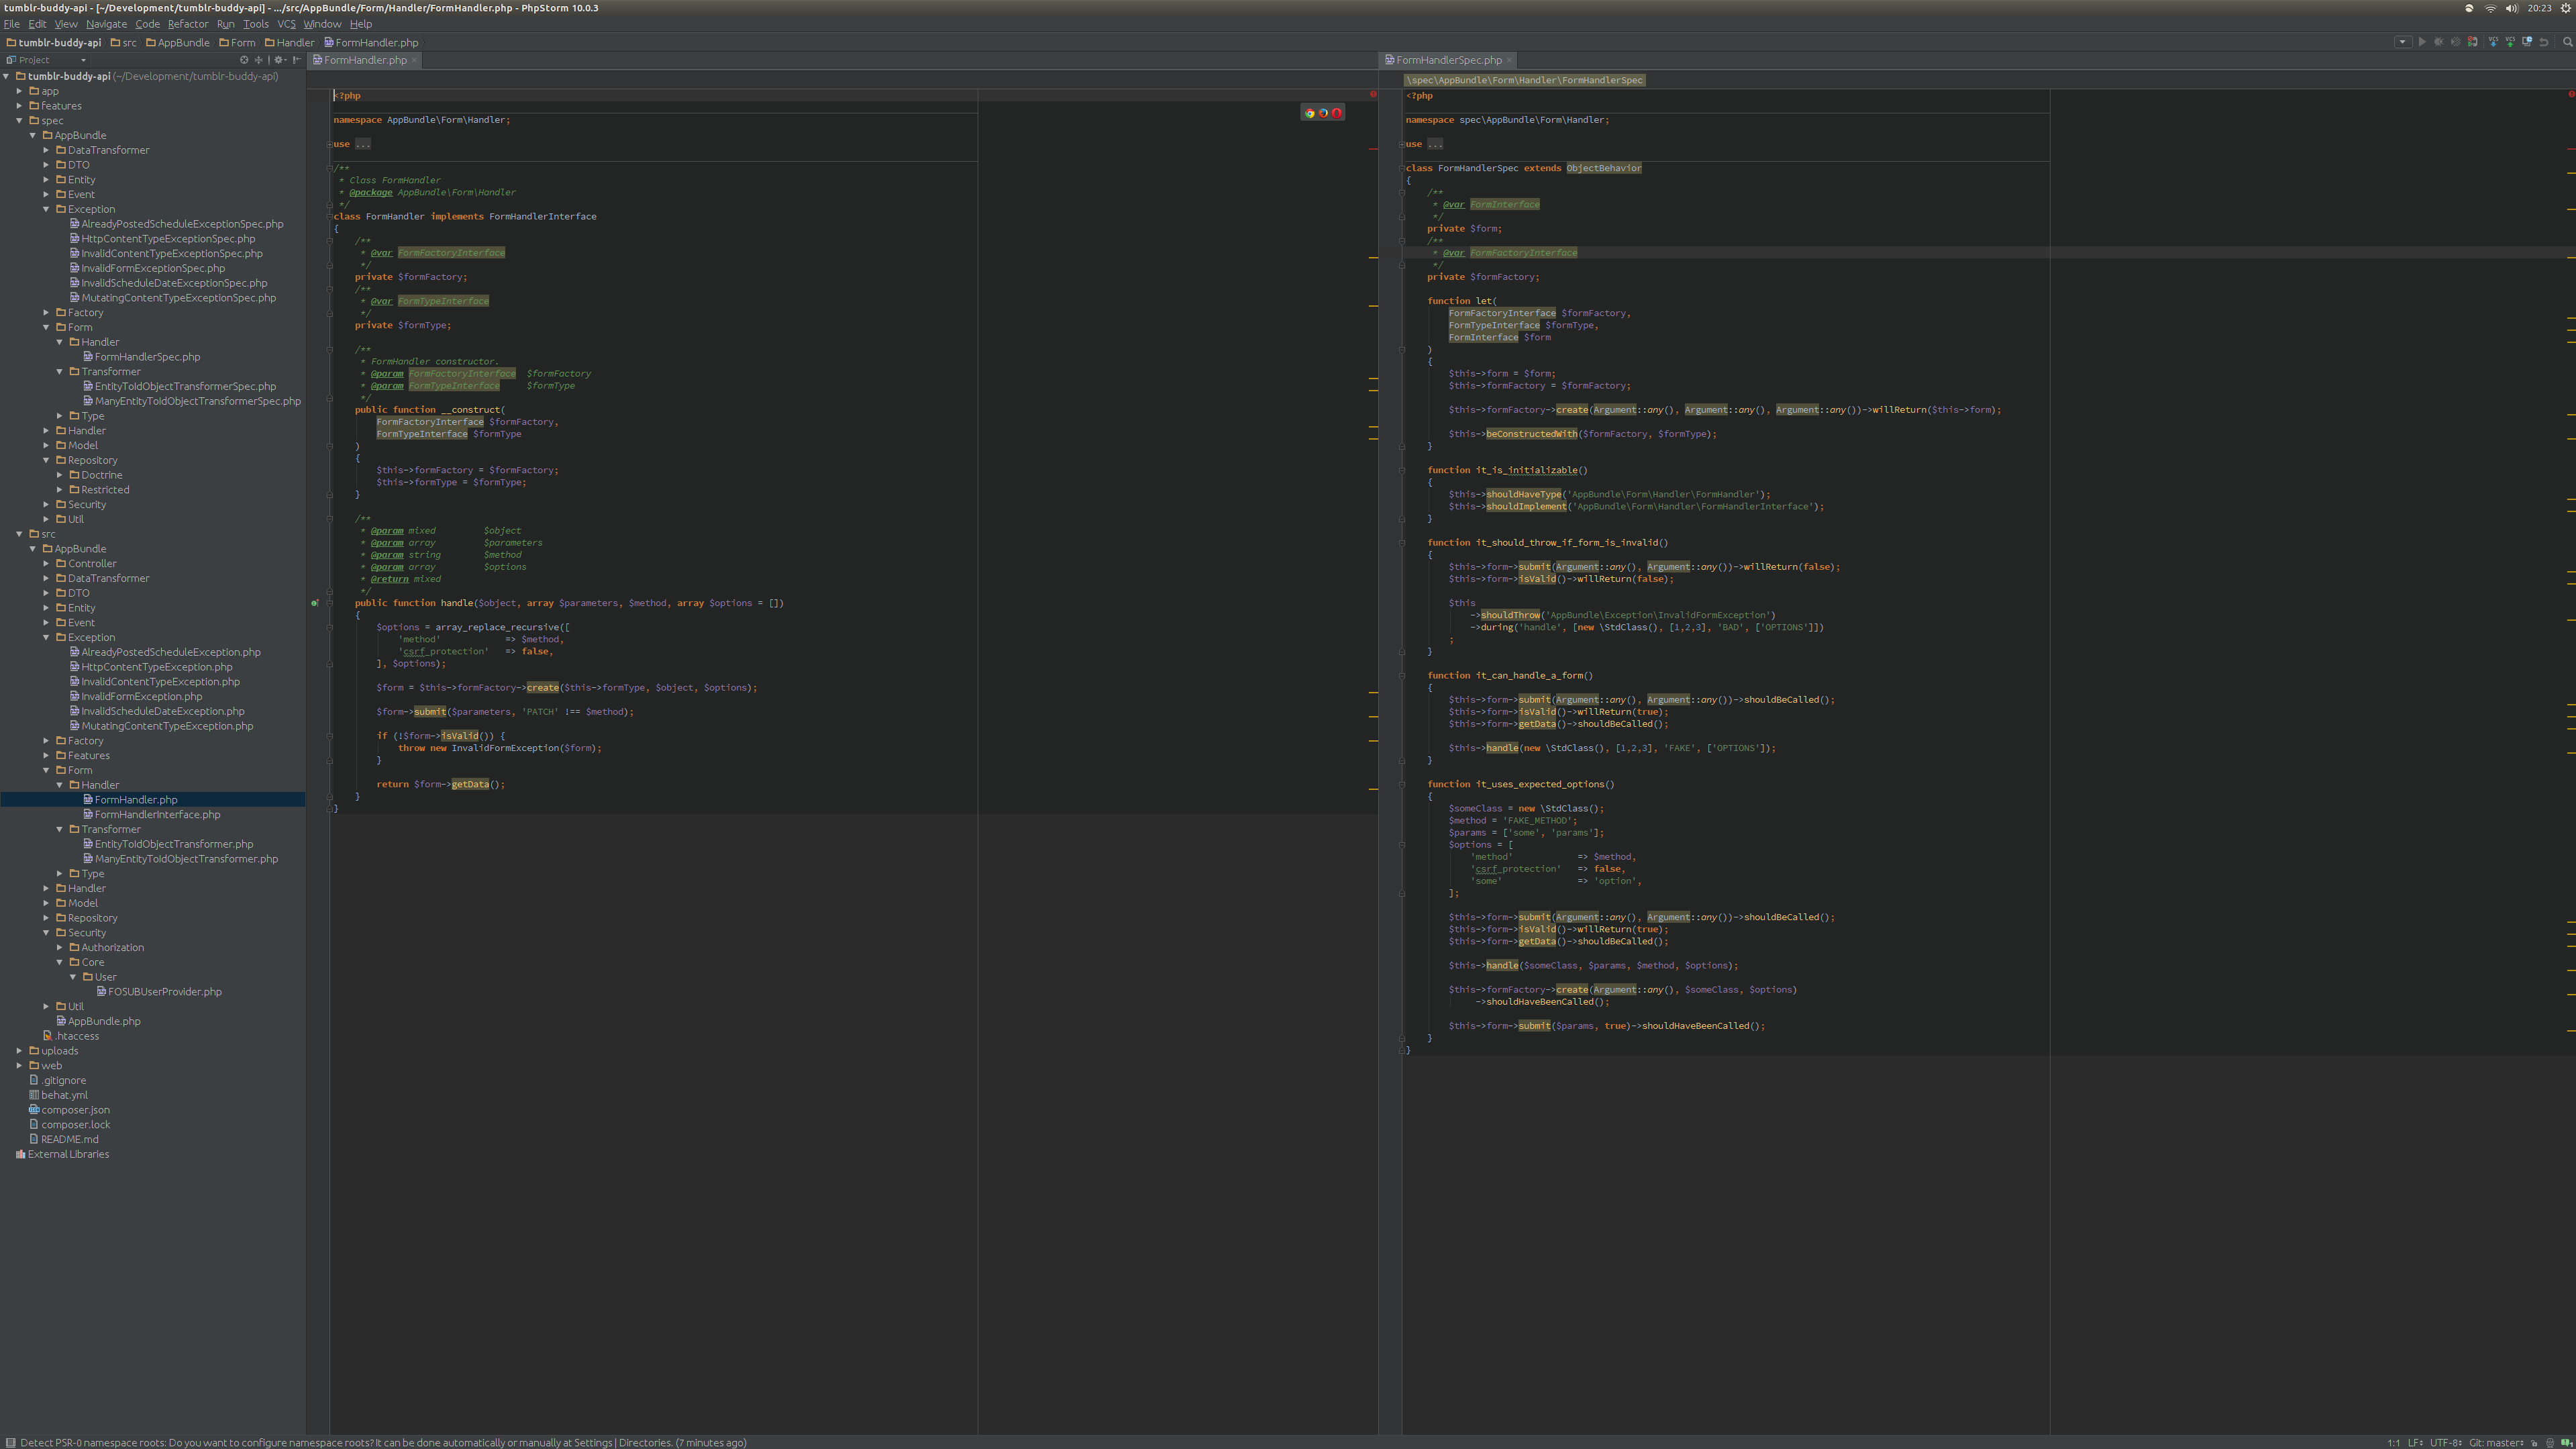 tumblr-buddy-api - [~/Development/tumblr-buddy-api] - .../src/AppBundle/Form/Handler/FormHandler.php - PhpStorm 10.0.3
20:23
File Edit View Navigate Code Refactor Run Tools VCS Window Help
tumblr-buddy-api src AppBundle Form Handler FormHandler.php
Project
tumblr-buddy-api (~/Development/tumblr-buddy-api)
app
features
spec
AppBundle
DataTransformer
DTO
Entity
Event
Exception
AlreadyPostedScheduleExceptionSpec.php
HttpContentTypeExceptionSpec.php
InvalidContentTypeExceptionSpec.php
InvalidFormExceptionSpec.php
InvalidScheduleDateExceptionSpec.php
MutatingContentTypeExceptionSpec.php
Factory
Form
Handler
FormHandlerSpec.php
Transformer
EntityToIdObjectTransformerSpec.php
ManyEntityToIdObjectTransformerSpec.php
Type
Handler
Model
Repository
Doctrine
Restricted
Security
Util
src
AppBundle
Controller
DataTransformer
DTO
Entity
Event
Exception
AlreadyPostedScheduleException.php
HttpContentTypeException.php
InvalidContentTypeException.php
InvalidFormException.php
InvalidScheduleDateException.php
MutatingContentTypeException.php
Factory
Features
Form
Handler
FormHandler.php
FormHandlerInterface.php
Transformer
EntityToIdObjectTransformer.php
ManyEntityToIdObjectTransformer.php
Type
Handler
Model
Repository
Security
Authorization
Core
User
FOSUBUserProvider.php
Util
AppBundle.php
.htaccess
uploads
web
.gitignore
behat.yml
composer.json
composer.lock
README.md
External Libraries
FormHandler.php
<?php
namespace AppBundle\Form\Handler;
use ...
/**
* Class FormHandler
* @package AppBundle\Form\Handler
*/
class FormHandler implements FormHandlerInterface
{
/**
* @var FormFactoryInterface
*/
private $formFactory;
/**
* @var FormTypeInterface
*/
private $formType;
/**
* FormHandler constructor.
* @param FormFactoryInterface $formFactory
* @param FormTypeInterface $formType
*/
public function __construct(
FormFactoryInterface $formFactory,
FormTypeInterface $formType
)
{
$this->formFactory = $formFactory;
$this->formType = $formType;
}
/**
* @param mixed $object
* @param array $parameters
* @param string $method
* @param array $options
* @return mixed
*/
public function handle($object, array $parameters, $method, array $options = [])
{
$options = array_replace_recursive([
'method' => $method,
'csrf_protection' => false,
], $options);
$form = $this->formFactory->create($this->formType, $object, $options);
$form->submit($parameters, 'PATCH' !== $method);
if (!$form->isValid()) {
throw new InvalidFormException($form);
}
return $form->getData();
}
}
FormHandlerSpec.php
\spec\AppBundle\Form\Handler\FormHandlerSpec
<?php
namespace spec\AppBundle\Form\Handler;
use ...
class FormHandlerSpec extends ObjectBehavior
{
/**
* @var FormInterface
*/
private $form;
/**
* @var FormFactoryInterface
*/
private $formFactory;
function let(
FormFactoryInterface $formFactory,
FormTypeInterface $formType,
FormInterface $form
)
{
$this->form = $form;
$this->formFactory = $formFactory;
$this->formFactory->create(Argument::any(), Argument::any(), Argument::any())->willReturn($this->form);
$this->beConstructedWith($formFactory, $formType);
}
function it_is_initializable()
{
$this->shouldHaveType('AppBundle\Form\Handler\FormHandler');
$this->shouldImplement('AppBundle\Form\Handler\FormHandlerInterface');
}
function it_should_throw_if_form_is_invalid()
{
$this->form->submit(Argument::any(), Argument::any())->willReturn(false);
$this->form->isValid()->willReturn(false);
$this
->shouldThrow('AppBundle\Exception\InvalidFormException')
->during('handle', [new \StdClass(), [1,2,3], 'BAD', ['OPTIONS']])
;
}
function it_can_handle_a_form()
{
$this->form->submit(Argument::any(), Argument::any())->shouldBeCalled();
$this->form->isValid()->willReturn(true);
$this->form->getData()->shouldBeCalled();
$this->handle(new \StdClass(), [1,2,3], 'FAKE', ['OPTIONS']);
}
function it_uses_expected_options()
{
$someClass = new \StdClass();
$method = 'FAKE_METHOD';
$params = ['some', 'params'];
$options = [
'method' => $method,
'csrf_protection' => false,
'some' => 'option',
];
$this->form->submit(Argument::any(), Argument::any())->shouldBeCalled();
$this->form->isValid()->willReturn(true);
$this->form->getData()->shouldBeCalled();
$this->handle($someClass, $params, $method, $options);
$this->formFactory->create(Argument::any(), $someClass, $options)
->shouldHaveBeenCalled();
$this->form->submit($params, true)->shouldHaveBeenCalled();
}
}
Detect PSR-0 namespace roots: Do you want to configure namespace roots? It can be done automatically or manually at Settings | Directories. (7 minutes ago)
1:1 LF÷ UTF-8÷ Git: master÷